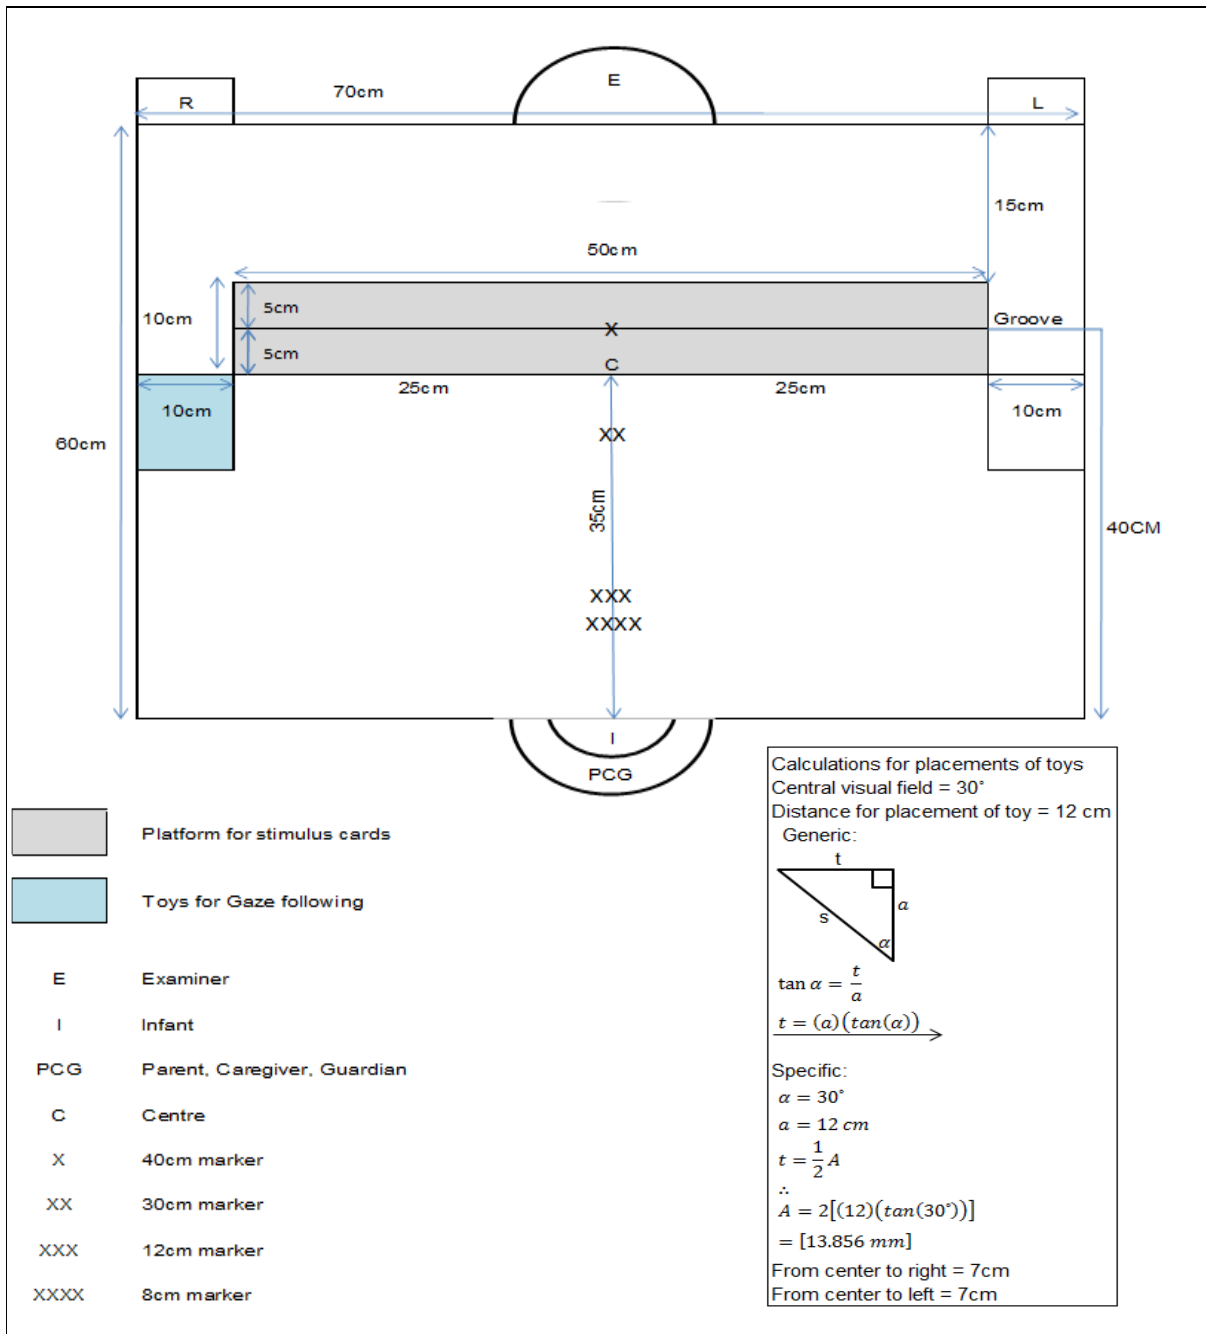 E
R
70cm
L
15cm
50cm
5cm
10cm
X
Groove
5cm
C
25cm
25cm
10cm
10cm
XX
60cm
35cm
40CM
XXX
XXXX
I
PCG
Platform for stimulus cards
Toys for Gaze following
E Examiner
I Infant
PCG Parent, Caregiver, Guardian
C Centre
X 40cm marker
XX 30cm marker
XXX 12cm marker
XXXX 8cm marker
Calculations for placements of toys
Central visual field = 30˚
Distance for placement of toy = 12 cm
Generic:
t
a
s
α
tan α = t/a
t = (a)(tan(α))
Specific:
α = 30°
a = 12 cm
t = 1/2 A
∴
A = 2[(12)(tan(30°))]
= [13.856 mm]
From center to right = 7cm
From center to left = 7cm